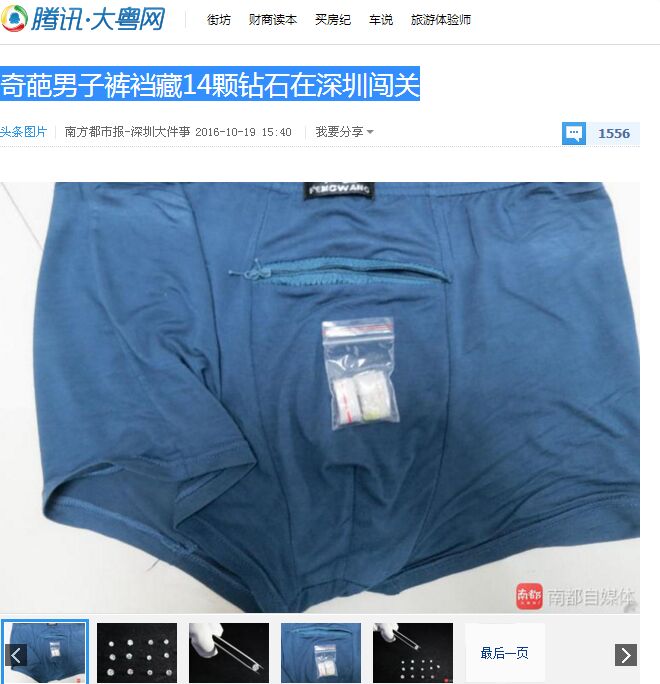 腾讯·大粤网 街坊 财商读本 买房纪 车说 旅游体验师
奇葩男子裤裆藏14颗钻石在深圳闯关
头条图片 南方都市报-深圳大件事 2016-10-19 15:40 我要分享 1556
FENGWANG
南都 南都自媒体
最后一页